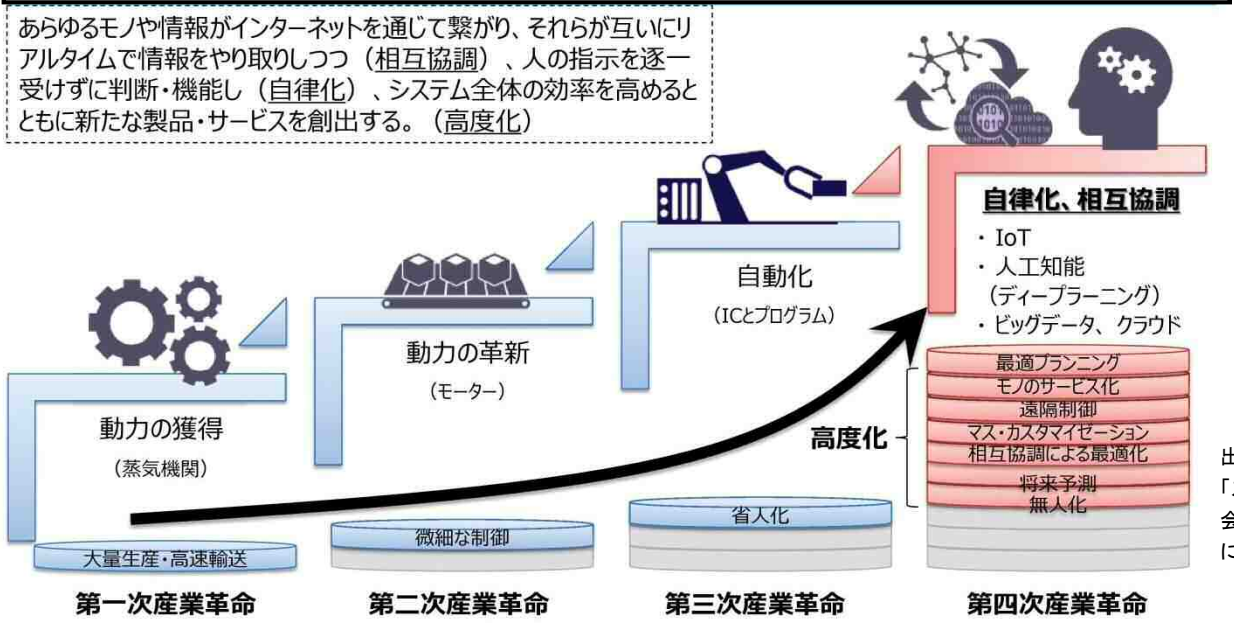 あらゆるモノや情報がインターネットを通じて繋がり、それらが互いにリ
アルタイムで情報をやり取りしつつ（相互協調）、人の指示を逐一
受けずに判断・機能し（自律化）、システム全体の効率を高めると
ともに新たな製品・サービスを創出する。（高度化）
動力の獲得
（蒸気機関）
大量生産・高速輸送
第一次産業革命
動力の革新
（モーター）
微細な制御
第二次産業革命
自動化
（ICとプログラム）
省人化
第三次産業革命
自律化、相互協調
・ IoT
・ 人工知能
（ディープラーニング）
・ ビッグデータ、クラウド
高度化
最適プランニング
モノのサービス化
遠隔制御
マス・カスタマイゼーション
相互協調による最適化
将来予測
無人化
第四次産業革命